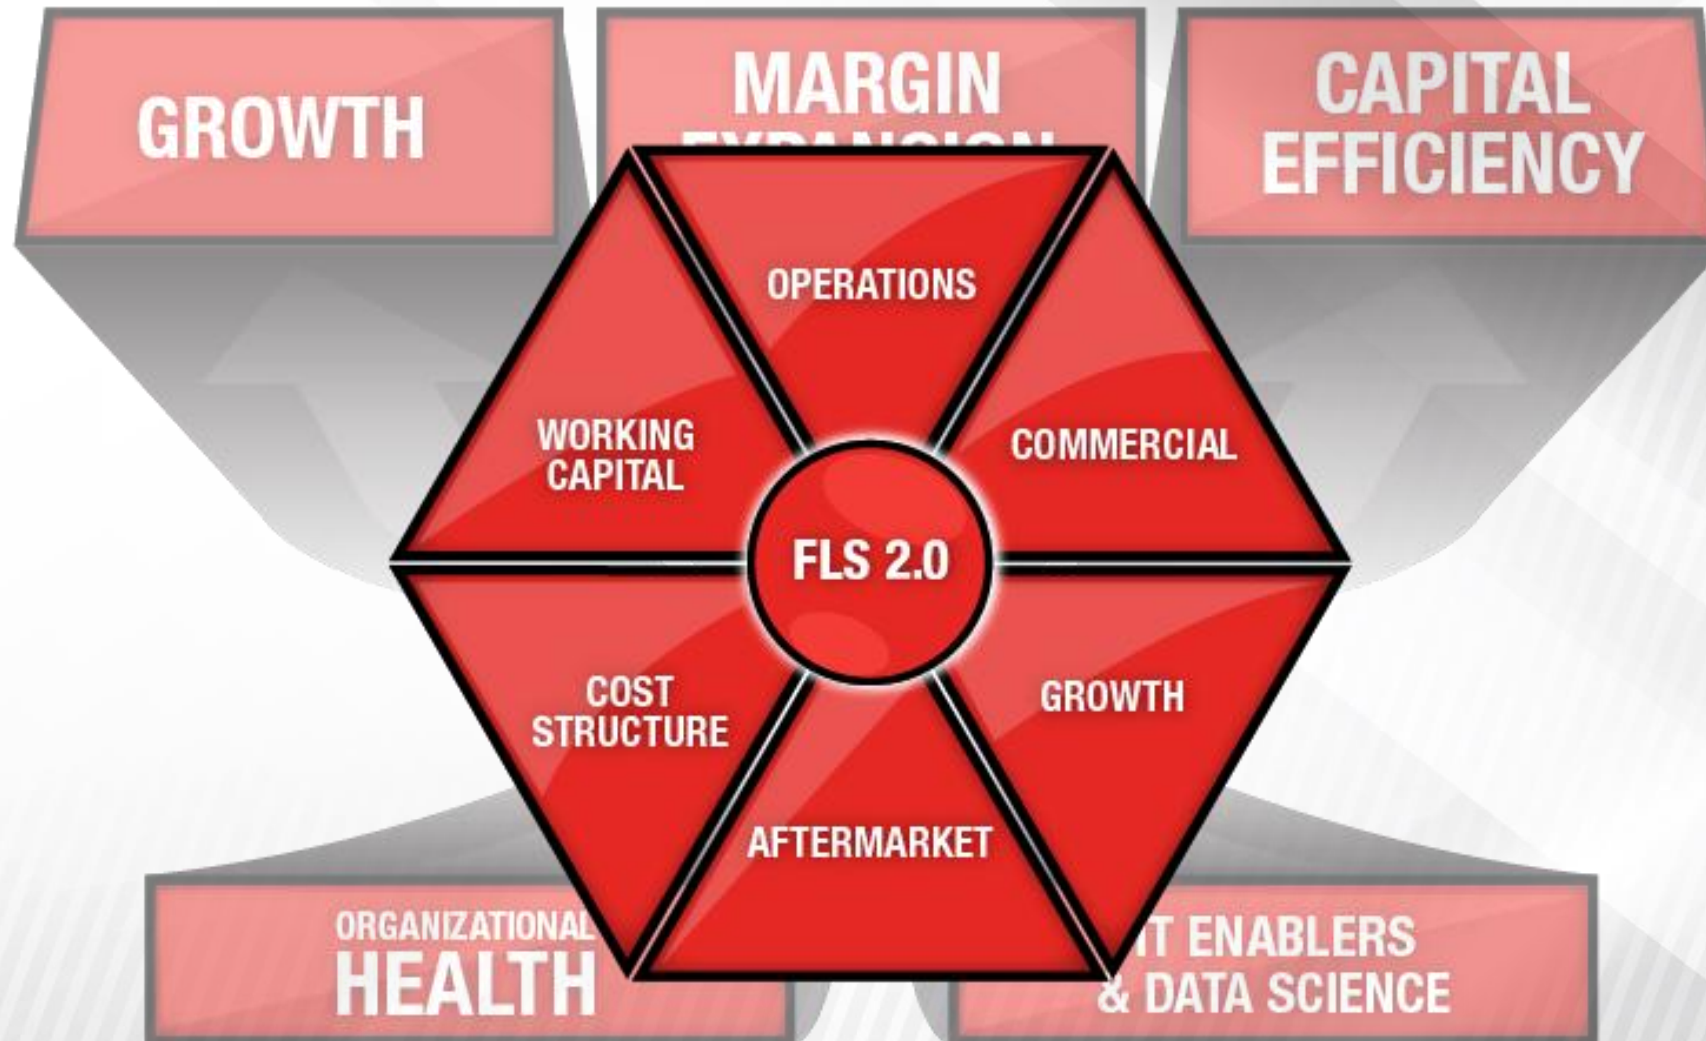 GROWTH
MARGIN
EXPANSION
CAPITAL
EFFICIENCY
OPERATIONS
WORKING
CAPITAL
COMMERCIAL
FLS 2.0
COST
STRUCTURE
GROWTH
AFTERMARKET
ORGANIZATIONAL
HEALTH
IT ENABLERS
& DATA SCIENCE